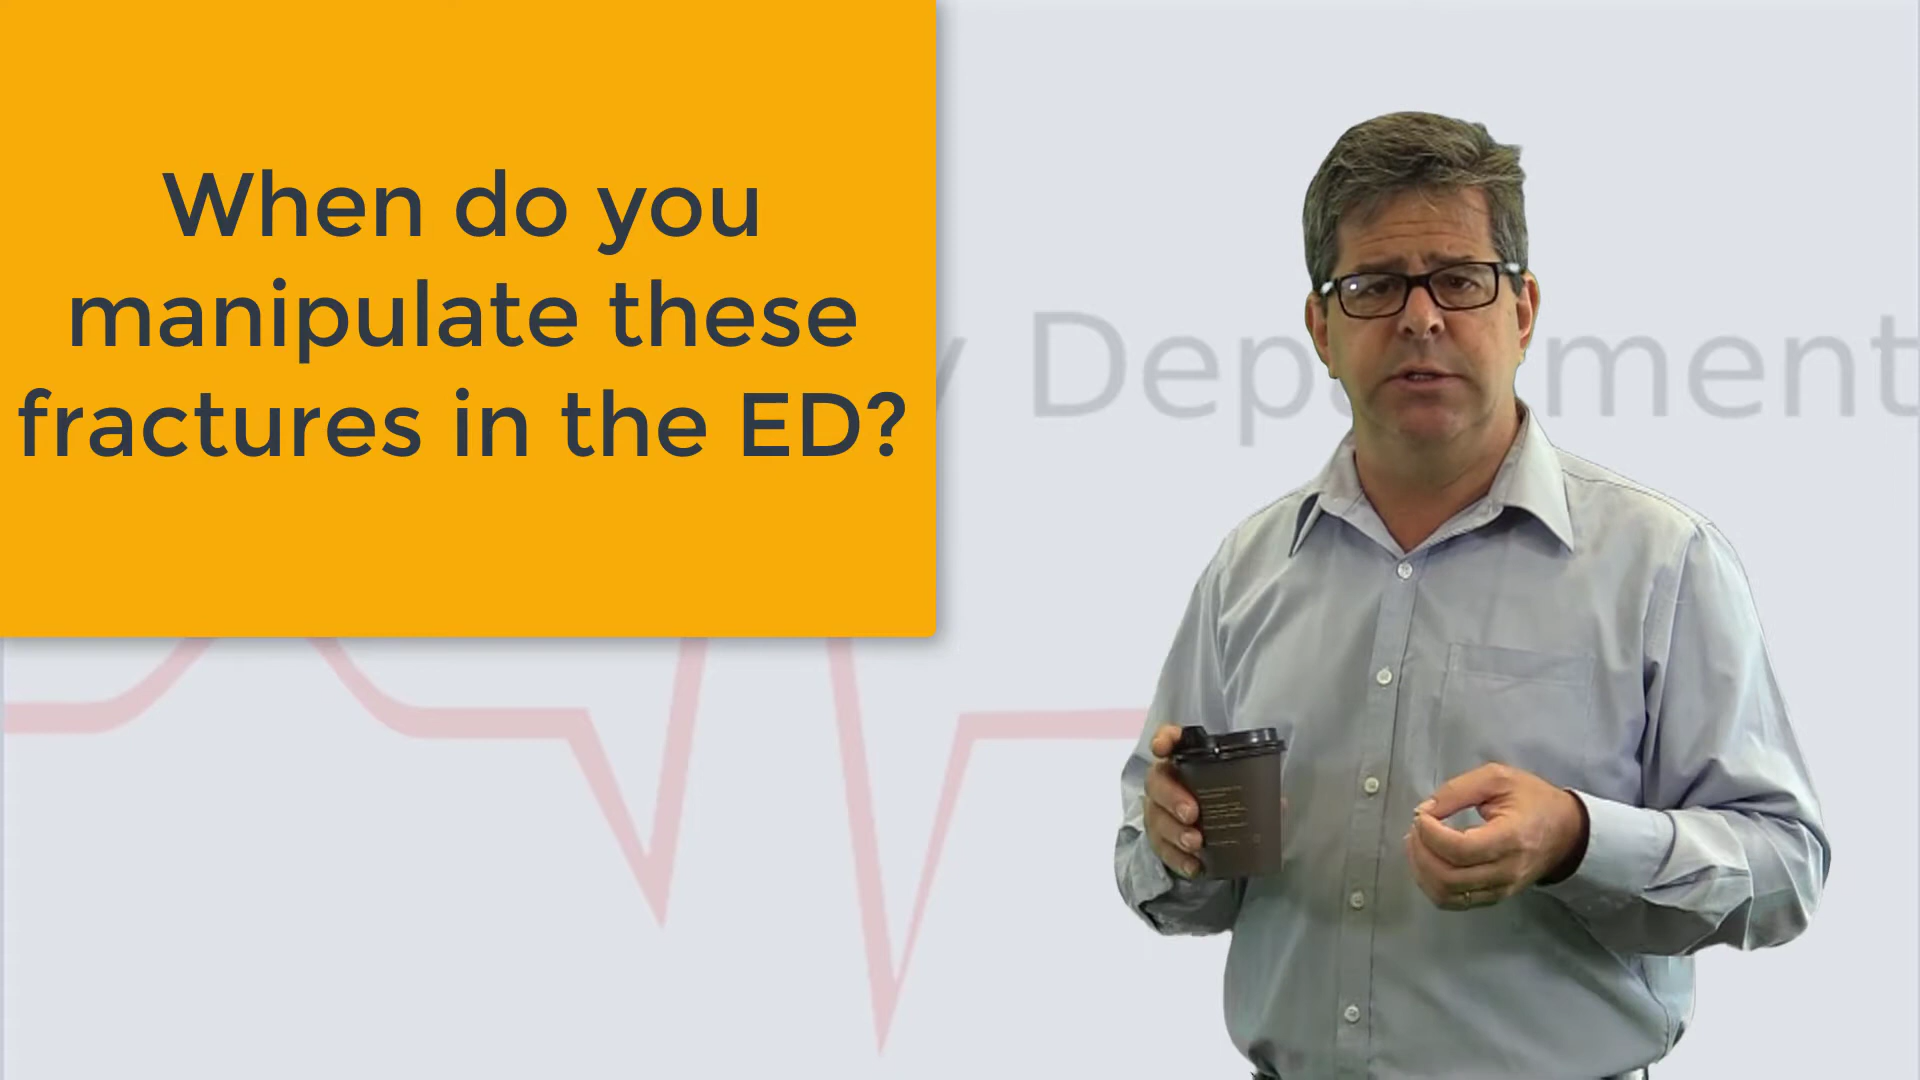 When do you
manipulate these
fractures in the ED?
y Dep ment